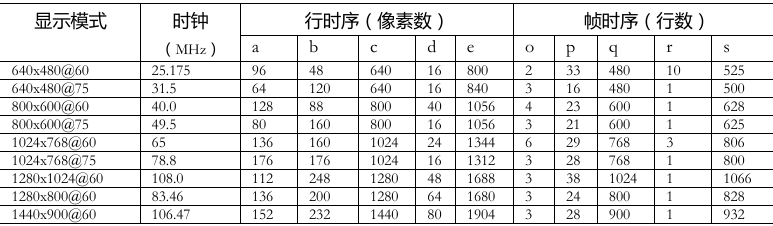 显示模式 时钟 行时序（像素数） 帧时序（行数）
（MHz） a b c d e o p q r s
640x480@60 25.175 96 48 640 16 800 2 33 480 10 525
640x480@75 31.5 64 120 640 16 840 3 16 480 1 500
800x600@60 40.0 128 88 800 40 1056 4 23 600 1 628
800x600@75 49.5 80 160 800 16 1056 3 21 600 1 625
1024x768@60 65 136 160 1024 24 1344 6 29 768 3 806
1024x768@75 78.8 176 176 1024 16 1312 3 28 768 1 800
1280x1024@60 108.0 112 248 1280 48 1688 3 38 1024 1 1066
1280x800@60 83.46 136 200 1280 64 1680 3 24 800 1 828
1440x900@60 106.47 152 232 1440 80 1904 3 28 900 1 932